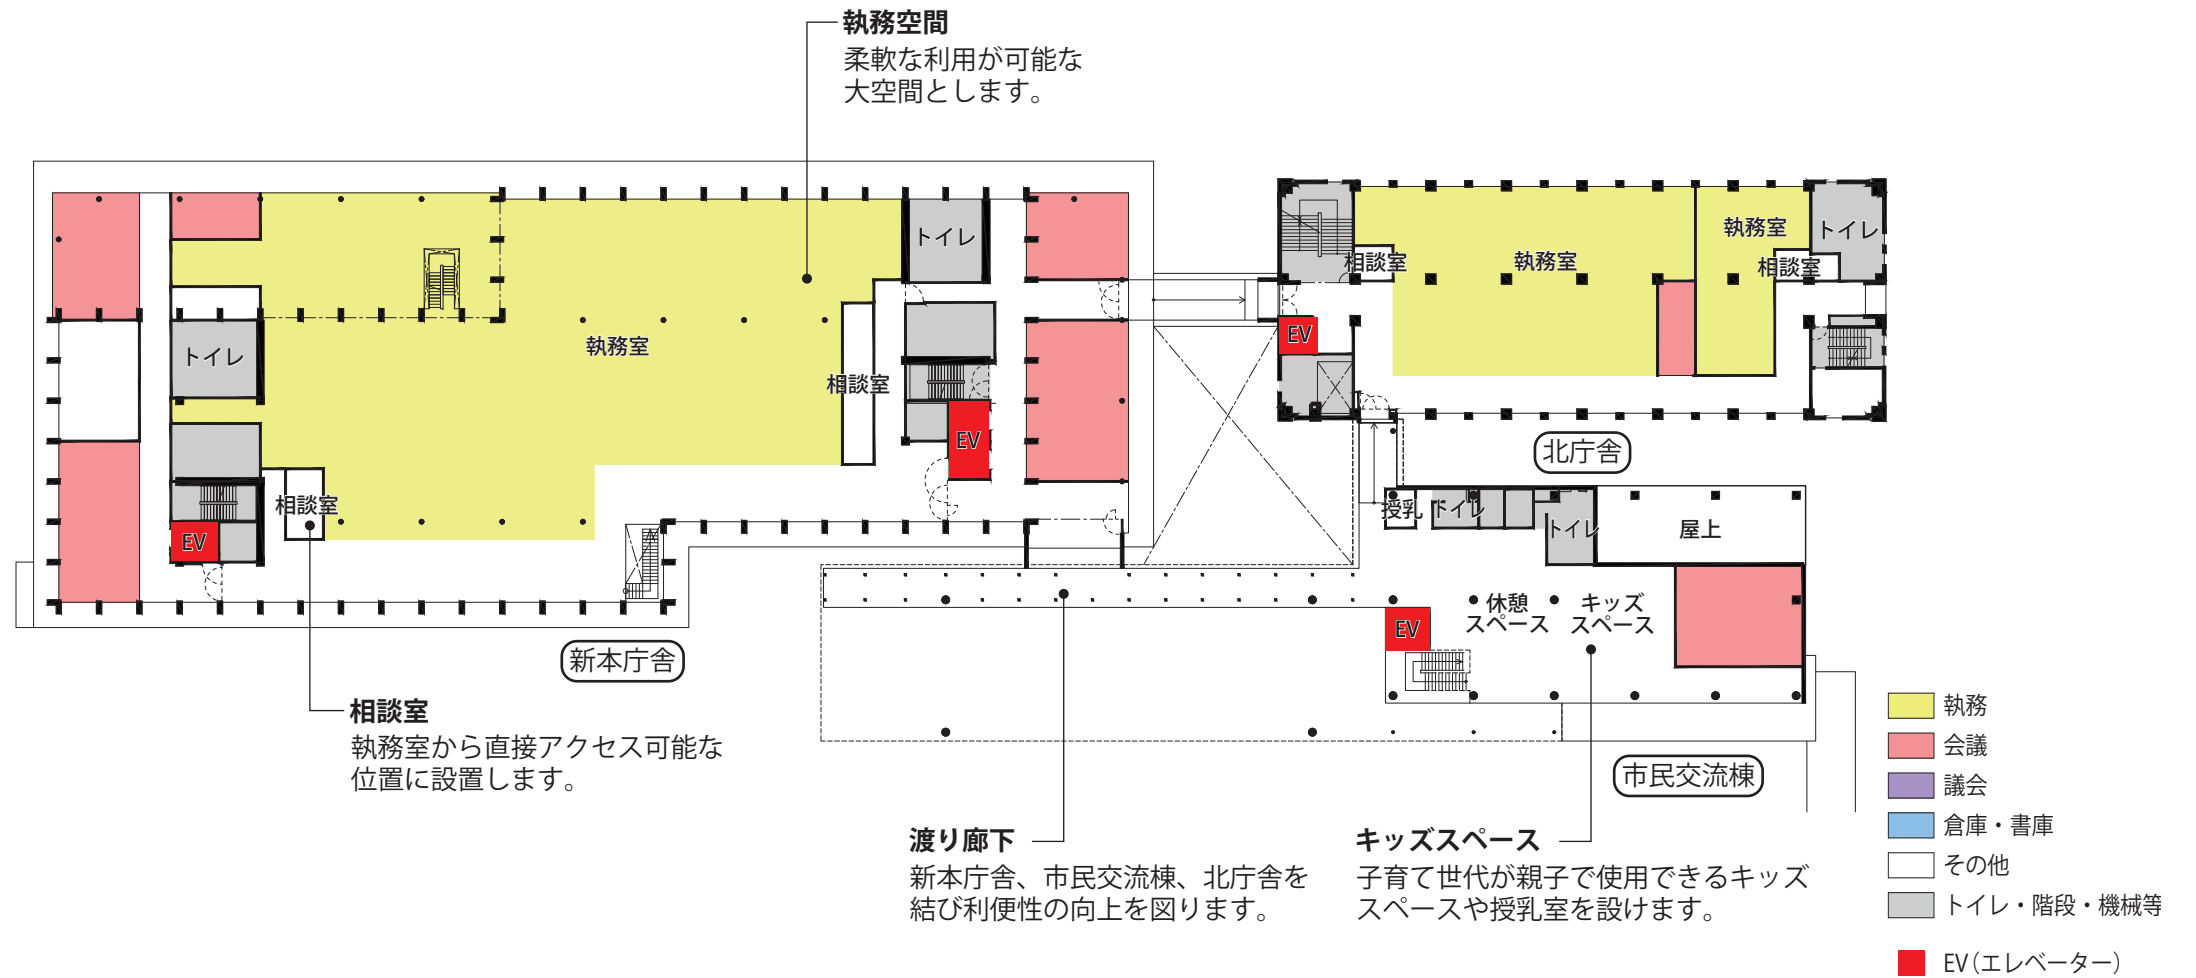 執務空間
柔軟な利用が可能な
大空間とします。
トイレ
執務室
相談室
トイレ
相談室
EV
EV
新本庁舎
相談室
執務室から直接アクセス可能な
位置に設置します。
執務室
トイレ
相談室
執務室
相談室
EV
北庁舎
授乳
トイレ
トイレ
屋上
休憩
スペース
キッズ
スペース
EV
市民交流棟
渡り廊下
新本庁舎、市民交流棟、北庁舎を
結び利便性の向上を図ります。
キッズスペース
子育て世代が親子で使用できるキッズ
スペースや授乳室を設けます。
執務
会議
議会
倉庫・書庫
その他
トイレ・階段・機械等
EV(エレベーター)